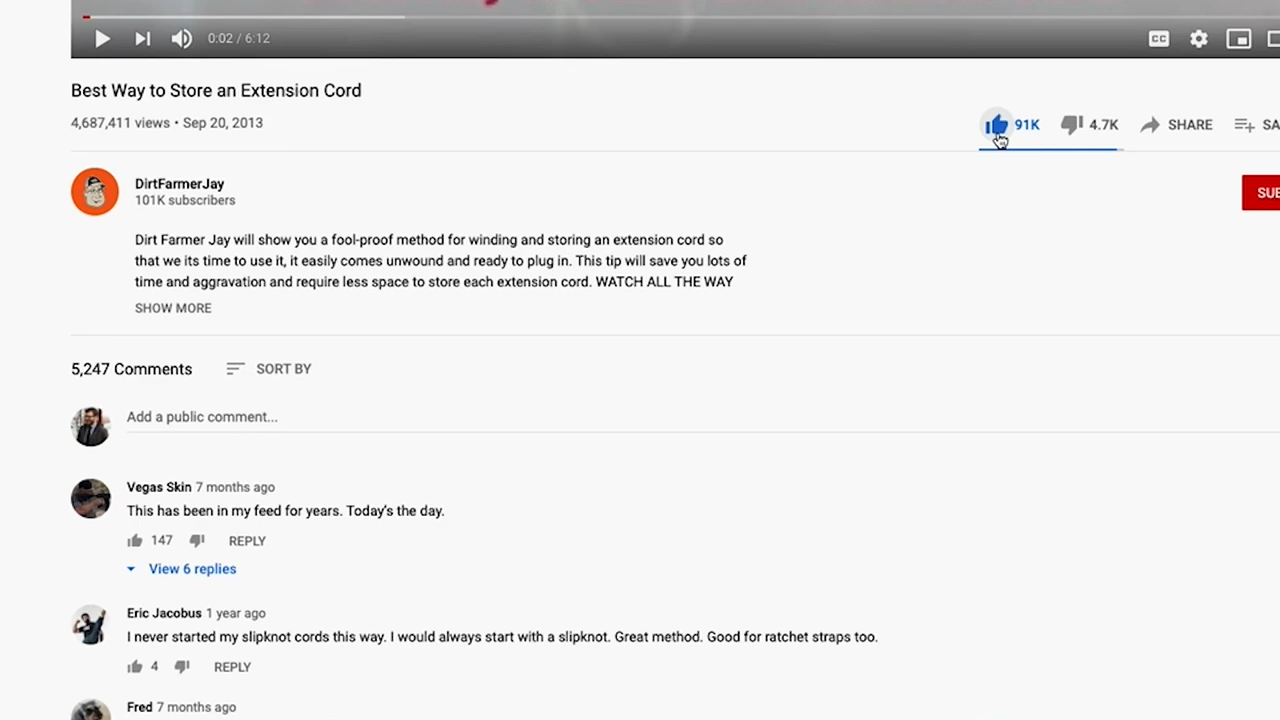 0:02 / 6:12
CC
Best Way to Store an Extension Cord
4,687,411 views • Sep 20, 2013
91K
4.7K
SHARE
SA
DirtFarmerJay
101K subscribers
SUB
Dirt Farmer Jay will show you a fool-proof method for winding and storing an extension cord so
that we its time to use it, it easily comes unwound and ready to plug in. This tip will save you lots of
time and aggravation and require less space to store each extension cord. WATCH ALL THE WAY
SHOW MORE
5,247 Comments
SORT BY
Add a public comment...
Vegas Skin 7 months ago
This has been in my feed for years. Today's the day.
147
REPLY
View 6 replies
Eric Jacobus 1 year ago
I never started my slipknot cords this way. I would always start with a slipknot. Great method. Good for ratchet straps too.
4
REPLY
Fred 7 months ago